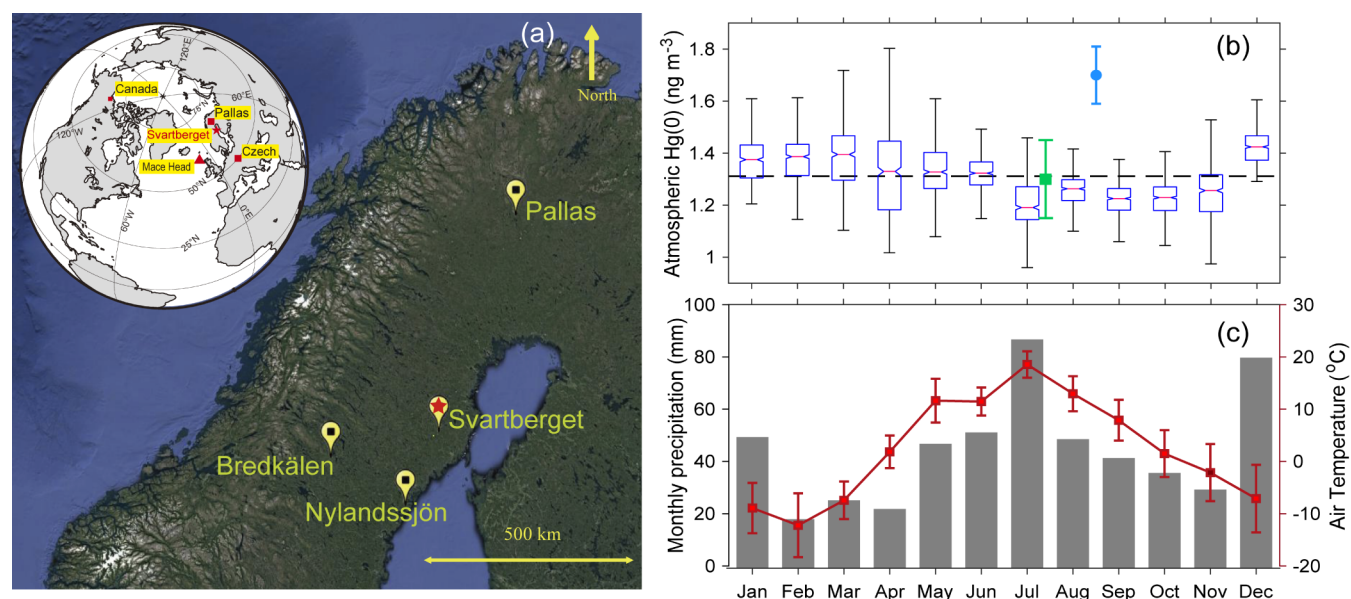 (a)
North
120°E
Canada
60°E
Pallas
75°N
120°W
Svartberget
Czech
Mace Head
50°N
60°W
0°E
25°N
Pallas
Svartberget
Bredkälen
Nylandssjön
500 km
(b)
Atmospheric Hg(0) (ng m-3)
1.8
1.6
1.4
1.2
1
(c)
Monthly precipitation (mm)
100
80
60
40
20
0
Air Temperature (oC)
30
20
10
0
-10
-20
Jan Feb Mar Apr May Jun Jul Aug Sep Oct Nov Dec